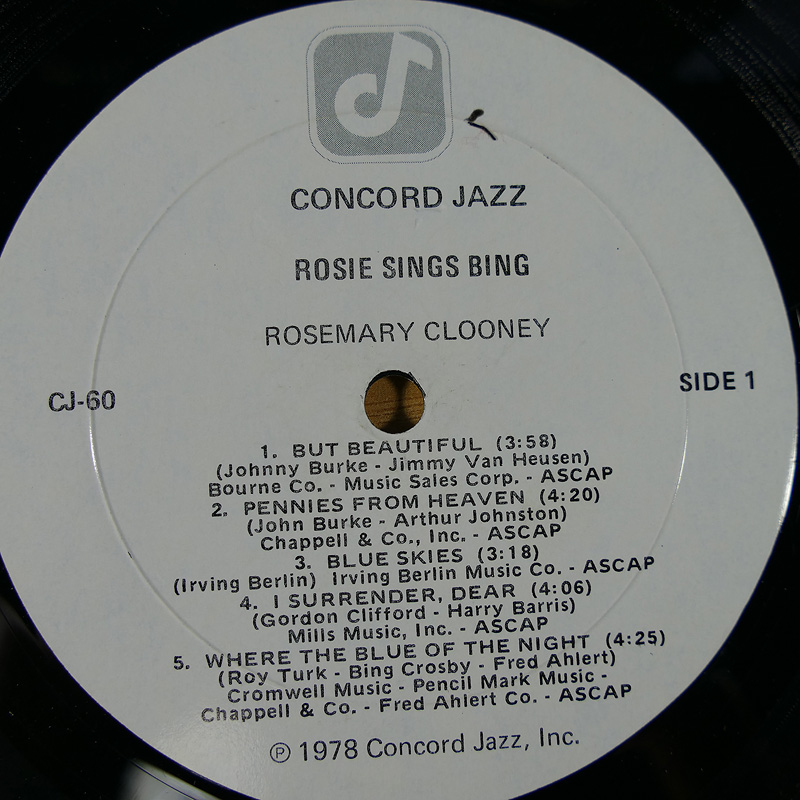 CONCORD JAZZ
ROSIE SINGS BING
ROSEMARY CLOONEY
CJ-60
SIDE 1
1. BUT BEAUTIFUL (3:58)
(Johnny Burke - Jimmy Van Heusen)
Bourne Co. - Music Sales Corp. - ASCAP
2. PENNIES FROM HEAVEN (4:20)
(John Burke - Arthur Johnston)
Chappell & Co., Inc. - ASCAP
3. BLUE SKIES (3:18)
(Irving Berlin) Irving Berlin Music Co. - ASCAP
4. I SURRENDER, DEAR (4:06)
(Gordon Clifford - Harry Barris)
Mills Music, Inc. - ASCAP
5. WHERE THE BLUE OF THE NIGHT (4:25)
(Roy Turk - Bing Crosby - Fred Ahlert)
Cromwell Music - Pencil Mark Music -
Chappell & Co. - Fred Ahlert Co. - ASCAP
℗ 1978 Concord Jazz, Inc.